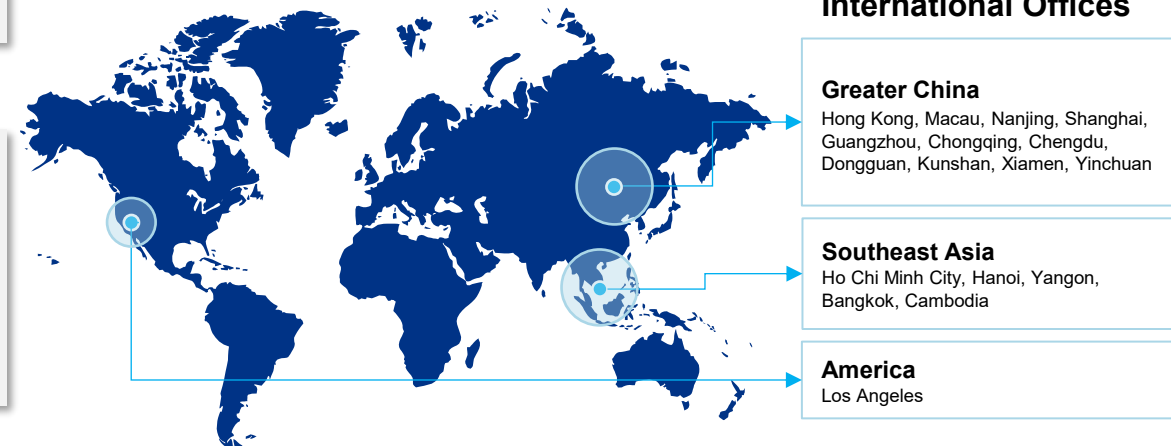 International Offices
Greater China
Hong Kong, Macau, Nanjing, Shanghai,
Guangzhou, Chongqing, Chengdu,
Dongguan, Kunshan, Xiamen, Yinchuan
Southeast Asia
Ho Chi Minh City, Hanoi, Yangon,
Bangkok, Cambodia
America
Los Angeles